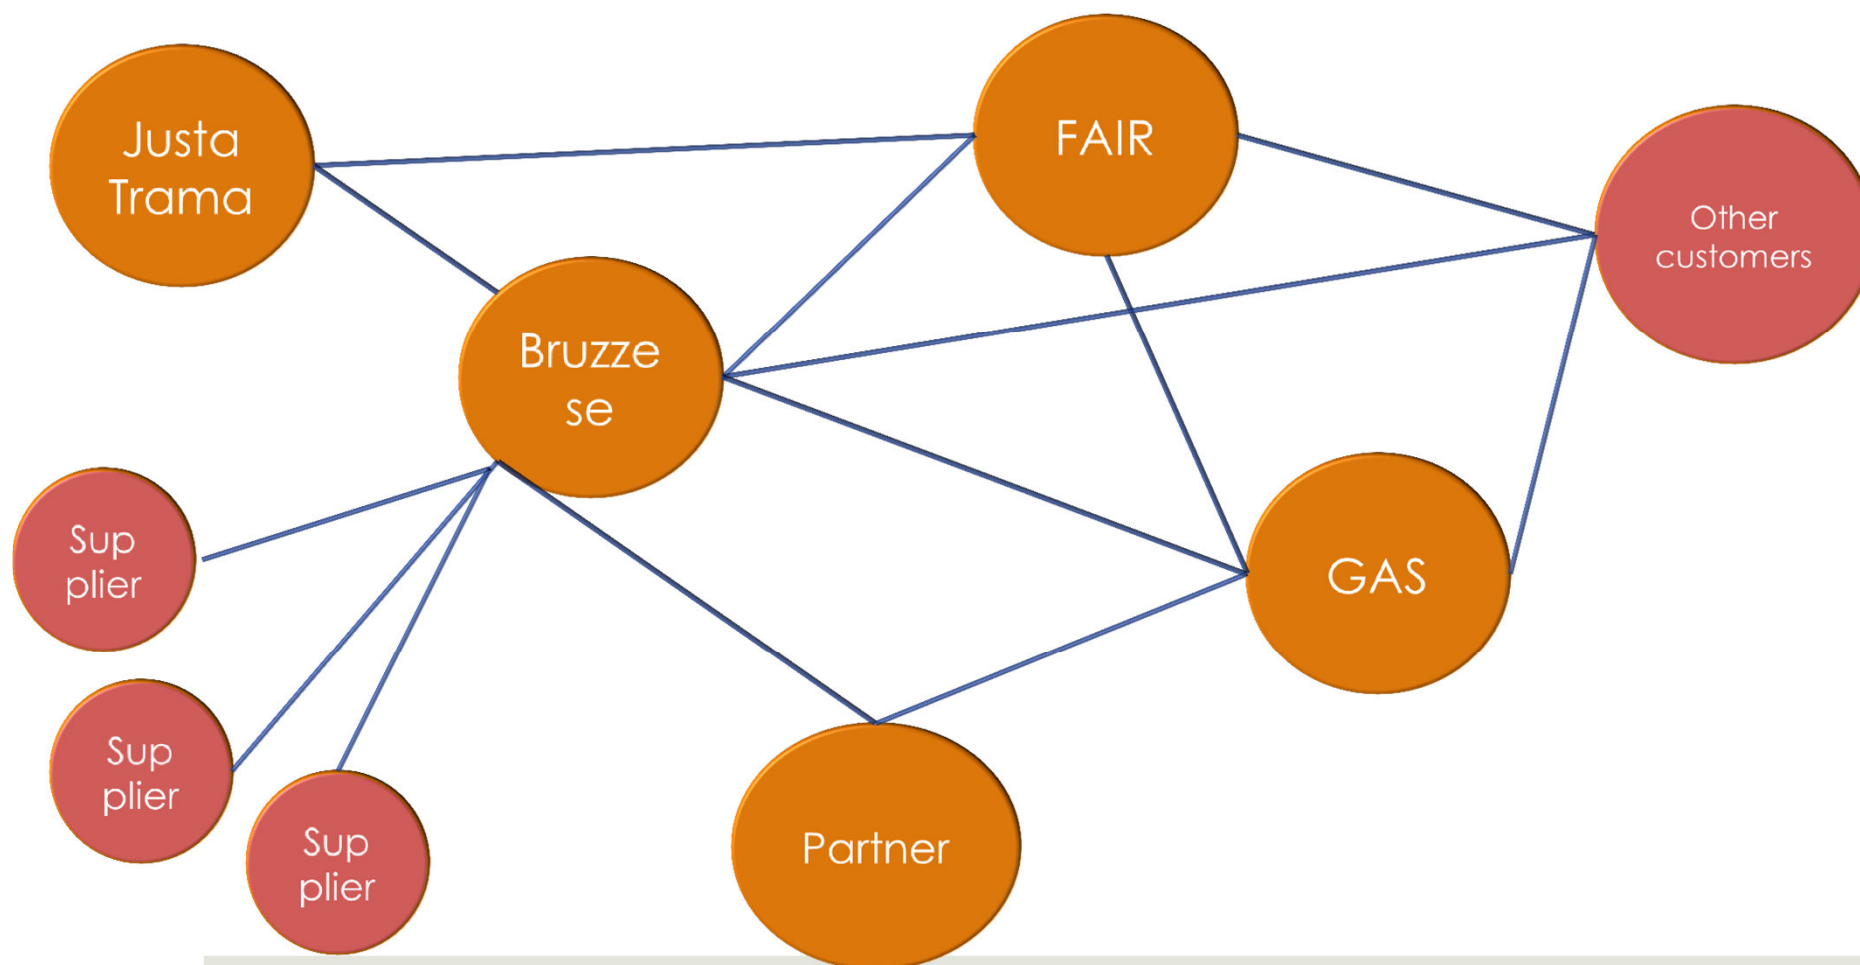 Justa
Trama
FAIR
Other
customers
Bruzze
se
Sup
plier
GAS
Sup
plier
Sup
plier
Partner